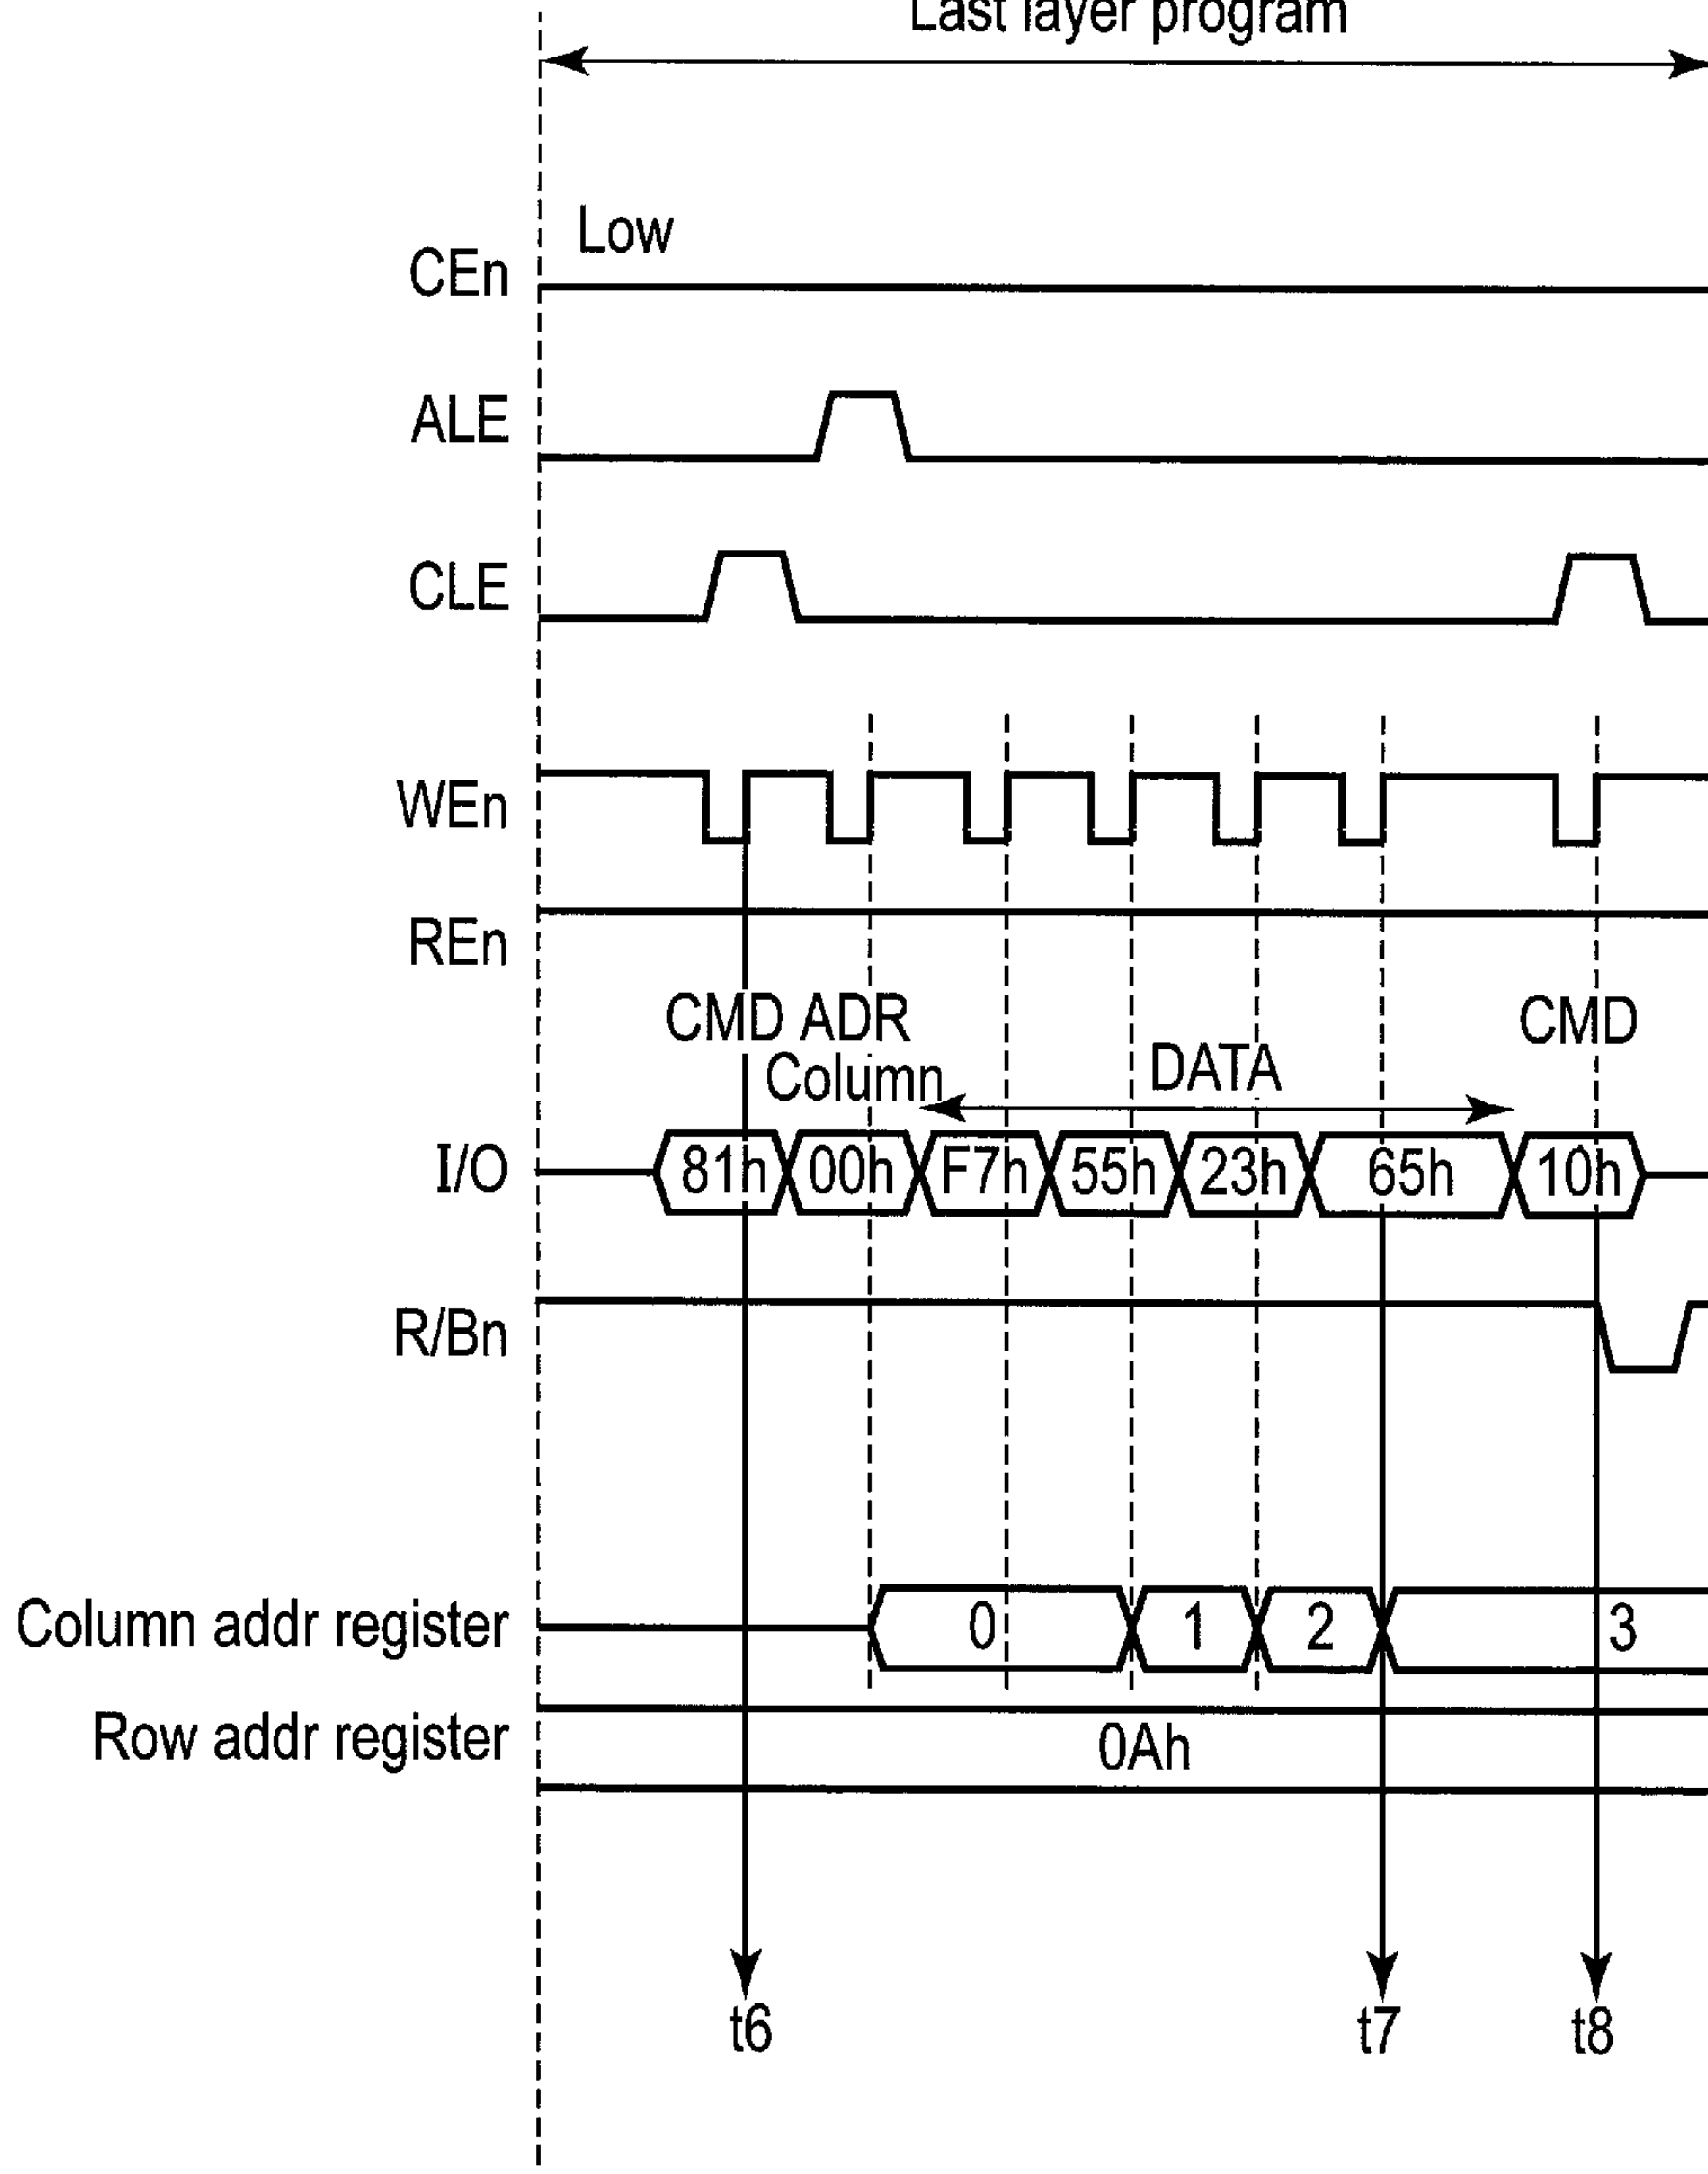 Last layer program
Low
CEn
ALE
CLE
WEn
REn
CMD ADR
CMD
Column
DATA
I/O
81h 00h F7h 55h 23h 65h 10h
R/Bn
Column addr register
0 1 2 3
Row addr register
0Ah
t6 t7 t8